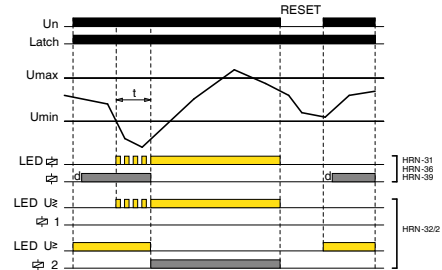 RESET
Un
Latch
Umax
t
Umin
LED
HRN-31
HRN-36
d
d
HRN-39
LED U≥
1
HRN-32/2
LED U≥
2